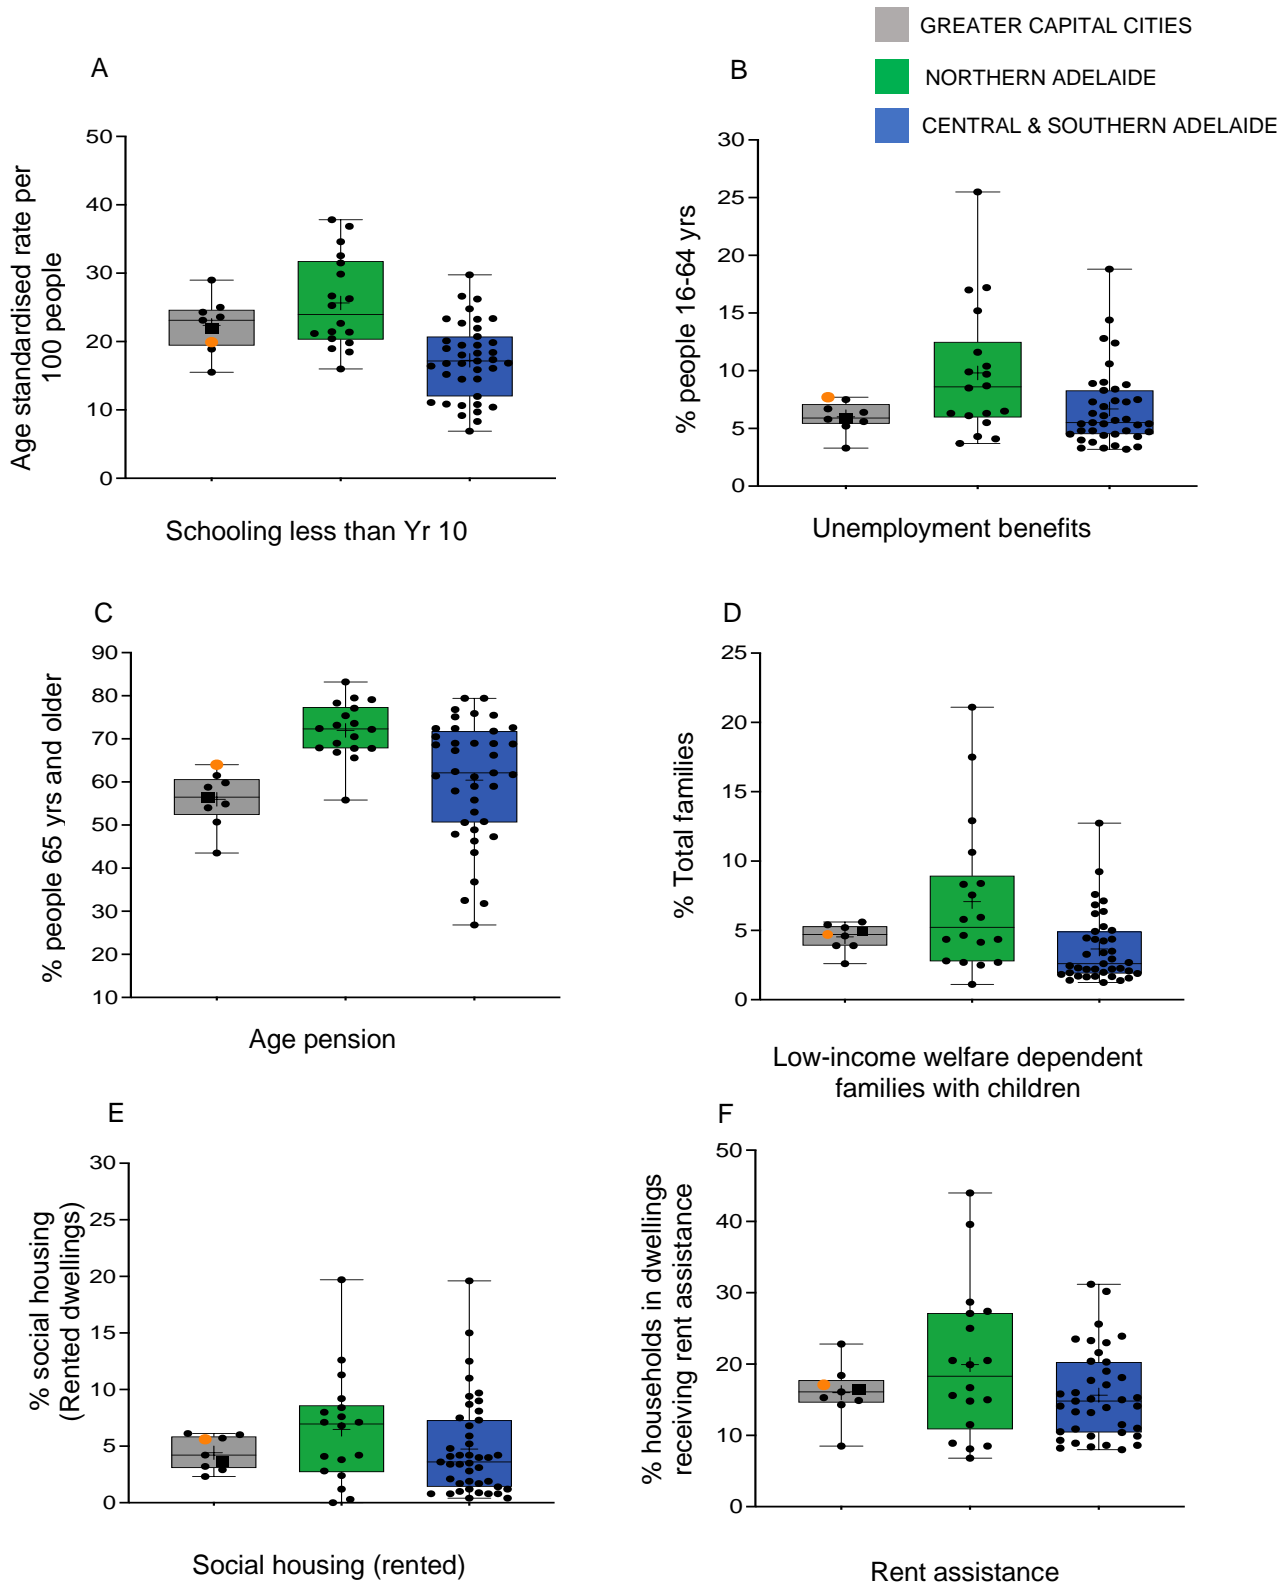 GREATER CAPITAL CITIES
NORTHERN ADELAIDE
CENTRAL & SOUTHERN ADELAIDE
A
Age standardised rate per
100 people
50
40
30
20
10
0
Schooling less than Yr 10
B
% people 16-64 yrs
30
25
20
15
10
5
0
Unemployment benefits
C
% people 65 yrs and older
90
80
70
60
50
40
30
20
10
Age pension
D
% Total families
25
20
15
10
5
0
Low-income welfare dependent
families with children
E
% social housing
(Rented dwellings)
30
25
20
15
10
5
0
Social housing (rented)
F
% households in dwellings
receiving rent assistance
50
40
30
20
10
0
Rent assistance